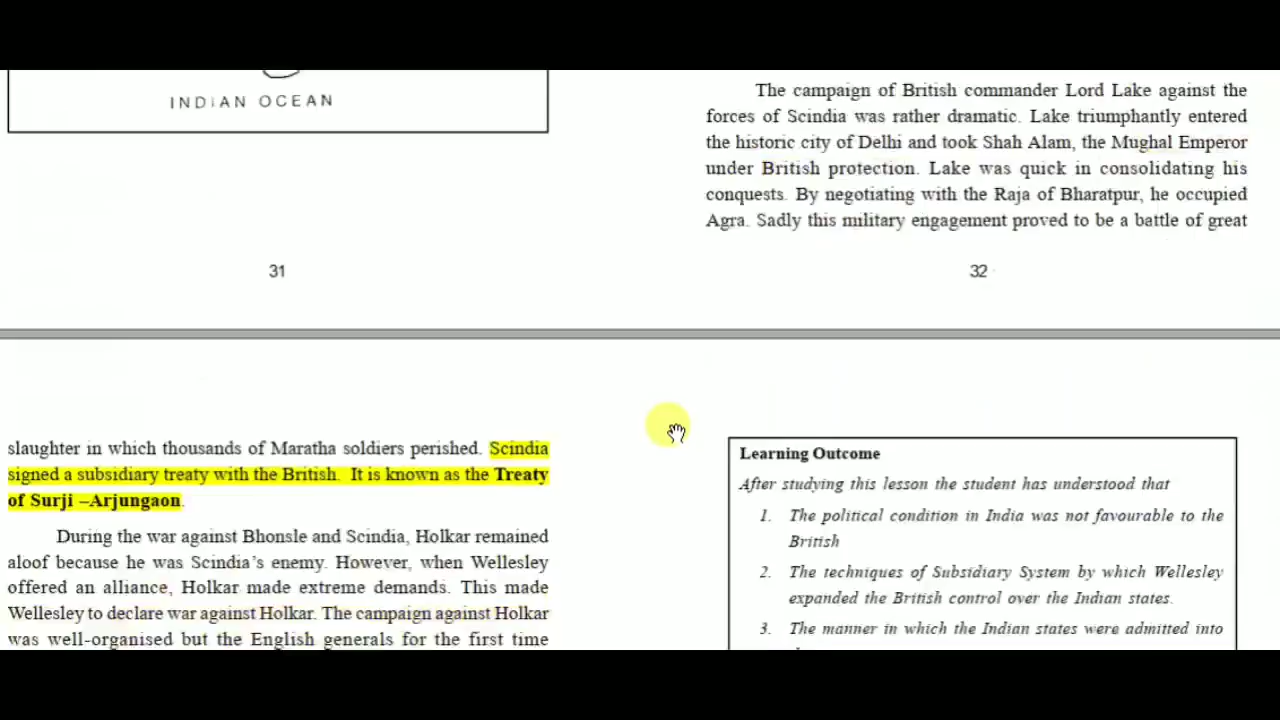 INDIAN OCEAN
31
The campaign of British commander Lord Lake against the
forces of Scindia was rather dramatic. Lake triumphantly entered
the historic city of Delhi and took Shah Alam, the Mughal Emperor
under British protection. Lake was quick in consolidating his
conquests. By negotiating with the Raja of Bharatpur, he occupied
Agra. Sadly this military engagement proved to be a battle of great
32
slaughter in which thousands of Maratha soldiers perished. Scindia
signed a subsidiary treaty with the British. It is known as the Treaty
of Surji –Arjungaon.
During the war against Bhonsle and Scindia, Holkar remained
aloof because he was Scindia’s enemy. However, when Wellesley
offered an alliance, Holkar made extreme demands. This made
Wellesley to declare war against Holkar. The campaign against Holkar
was well-organised but the English generals for the first time
Learning Outcome
After studying this lesson the student has understood that
1. The political condition in India was not favourable to the
British
2. The techniques of Subsidiary System by which Wellesley
expanded the British control over the Indian states.
3. The manner in which the Indian states were admitted into